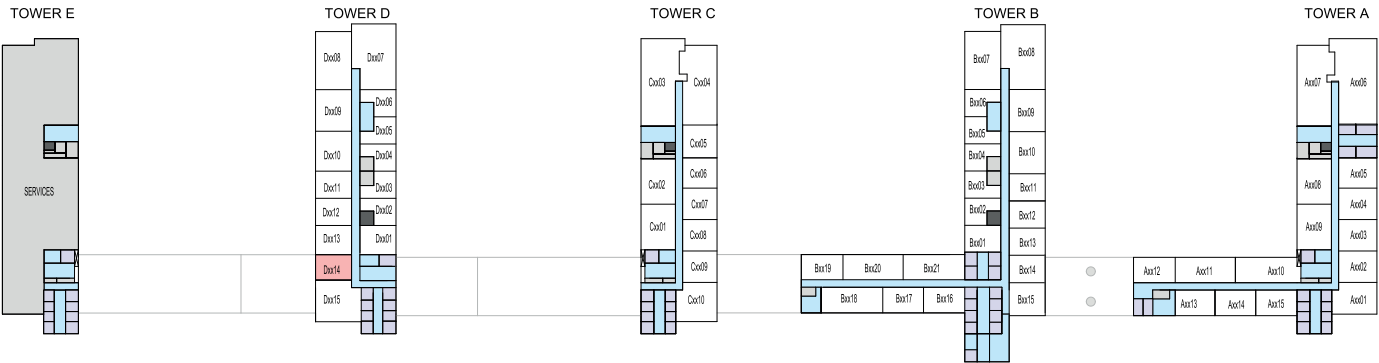 TOWER E
TOWER D
TOWER C
TOWER B
TOWER A
SERVICES
Dxx08
Dxx07
Dxx09
Dxx06
Dxx05
Dxx10
Dxx04
Dxx11
Dxx03
Dxx12
Dxx02
Dxx13
Dxx01
Dxx14
Dxx15
Cxx03
Cxx04
Cxx05
Cxx02
Cxx06
Cxx07
Cxx01
Cxx08
Cxx09
Cxx10
Bxx07
Bxx08
Bxx06
Bxx09
Bxx05
Bxx04
Bxx10
Bxx03
Bxx11
Bxx02
Bxx12
Bxx01
Bxx13
Bxx19
Bxx20
Bxx21
Bxx14
Bxx18
Bxx17
Bxx16
Bxx15
Axx07
Axx06
Axx08
Axx05
Axx04
Axx09
Axx03
Axx12
Axx11
Axx10
Axx02
Axx13
Axx14
Axx15
Axx01